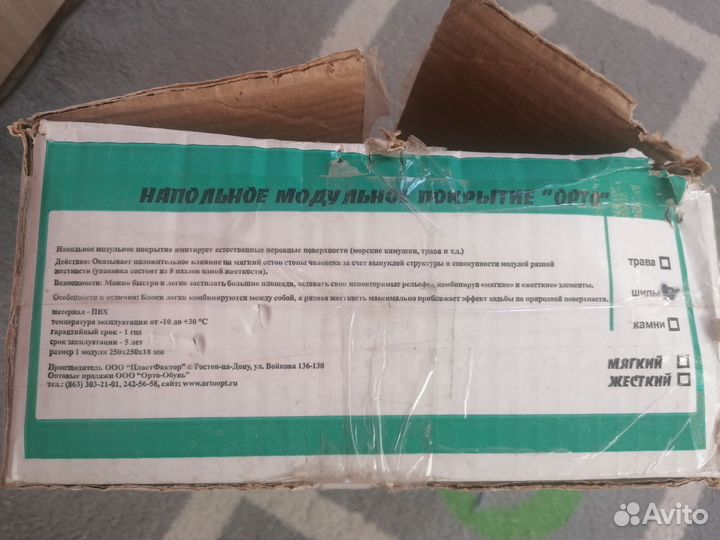 НАПОЛЬНОЕ МОДУЛЬНОЕ ПОКРЫТИЕ "ОРТО"
Напольное модульное покрытие имитирует естественные неровные поверхности (морские камушки, трава и т.д.)
Действие: Оказывает положительное влияние на мягкий остов стопы человека за счет выпуклой структуры и совокупности модулей разной
жесткости (упаковка состоит из 8 пазлов одной жесткости).
Возможности: Можно быстро и легко застилать большие площади, задавать свои неповторимые рельефы, комбинируя «мягкие» и «жесткие» элементы.
Особенности и отличия: Блоки легко комбинируются между собой, а разная жесткость максимально приближает эффект ходьбы по природной поверхности.
материал - ПВХ
температура эксплуатации от -10 до +30 °C
гарантийный срок - 1 год
срок эксплуатации - 5 лет
размер 1 модуля 250х250х18 мм
Производитель ООО "ПластФактор" г. Ростов-на-Дону, ул. Войкова 136-138
Оптовые продажи ООО "Орто-Обувь"
тел.: (863) 303-21-01, 242-56-58, сайт: www.ortoopt.ru
трава
шипы
камни
МЯГКИЙ
ЖЕСТКИЙ
Avito